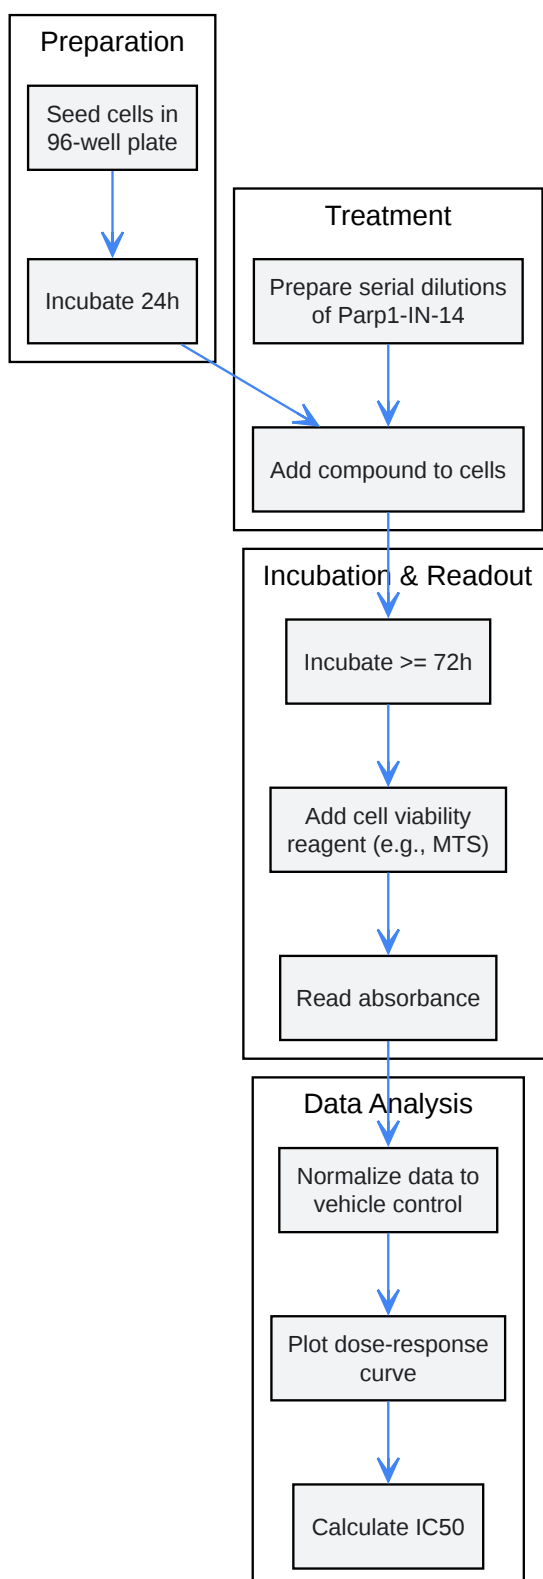 Preparation
Seed cells in
96-well plate
Incubate 24h
Treatment
Prepare serial dilutions
of Parp1-IN-14
Add compound to cells
Incubation & Readout
Incubate >= 72h
Add cell viability
reagent (e.g., MTS)
Read absorbance
Data Analysis
Normalize data to
vehicle control
Plot dose-response
curve
Calculate IC50